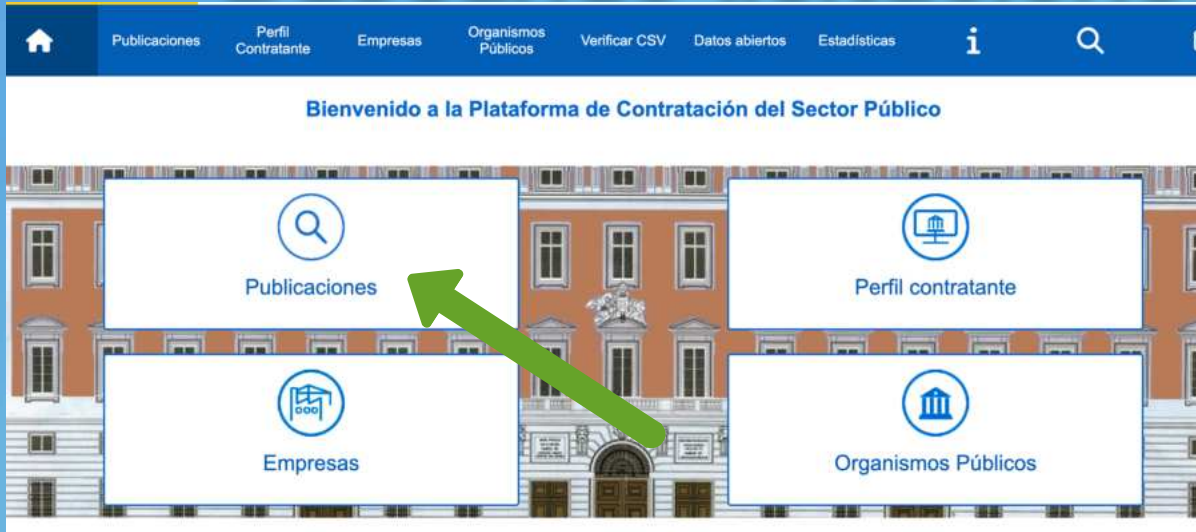 Publicaciones
Perfil
Contratante
Empresas
Organismos
Públicos
Verificar CSV
Datos abiertos
Estadísticas
i
Bienvenido a la Plataforma de Contratación del Sector Público
Publicaciones
Perfil contratante
Empresas
Organismos Públicos